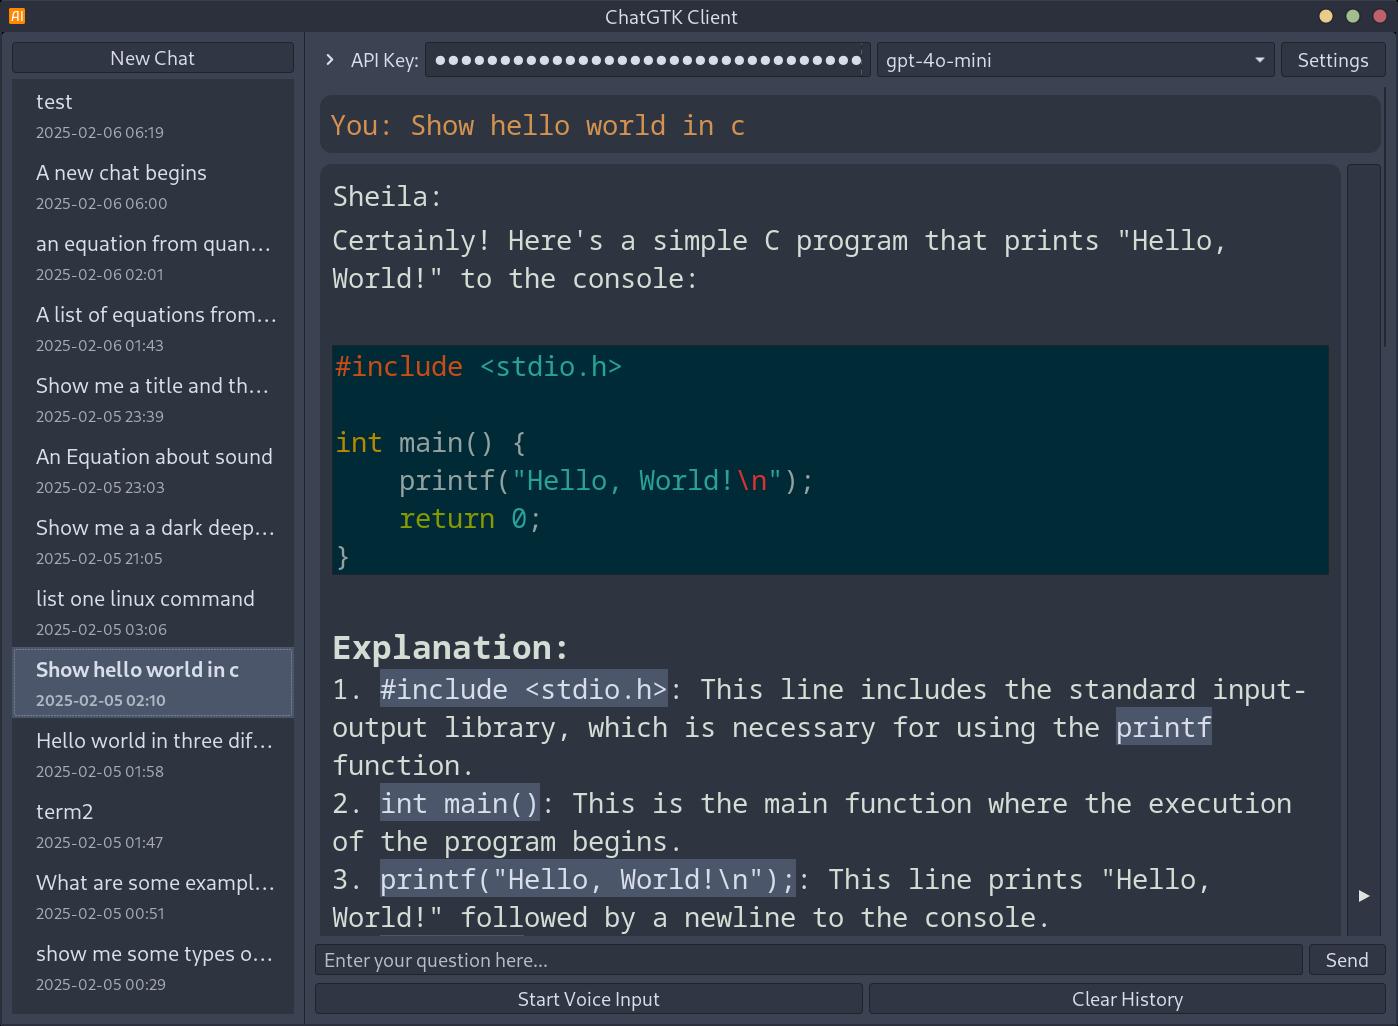 AI
ChatGTK Client
New Chat
test
2025-02-06 06:19
A new chat begins
2025-02-06 06:00
an equation from quan...
2025-02-06 02:01
A list of equations from...
2025-02-06 01:43
Show me a title and th...
2025-02-05 23:39
An Equation about sound
2025-02-05 23:03
Show me a a dark deep...
2025-02-05 21:05
list one linux command
2025-02-05 03:06
Show hello world in c
2025-02-05 02:10
Hello world in three dif...
2025-02-05 01:58
term2
2025-02-05 01:47
What are some exampl...
2025-02-05 00:51
show me some types o...
2025-02-05 00:29
API Key:
gpt-4o-mini
Settings
You: Show hello world in c
Sheila:
Certainly! Here's a simple C program that prints "Hello,
World!" to the console:
#include <stdio.h>
int main() {
    printf("Hello, World!\n");
    return 0;
}
Explanation:
1. #include <stdio.h>: This line includes the standard input-
output library, which is necessary for using the printf
function.
2. int main(): This is the main function where the execution
of the program begins.
3. printf("Hello, World!\n");: This line prints "Hello,
World!" followed by a newline to the console.
Enter your question here...
Send
Start Voice Input
Clear History